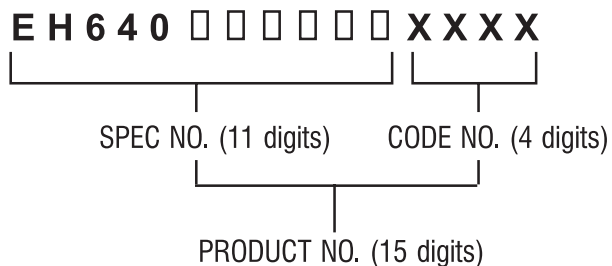 EH640□□□□□□XXXX
SPEC NO. (11 digits) CODE NO. (4 digits)
PRODUCT NO. (15 digits)